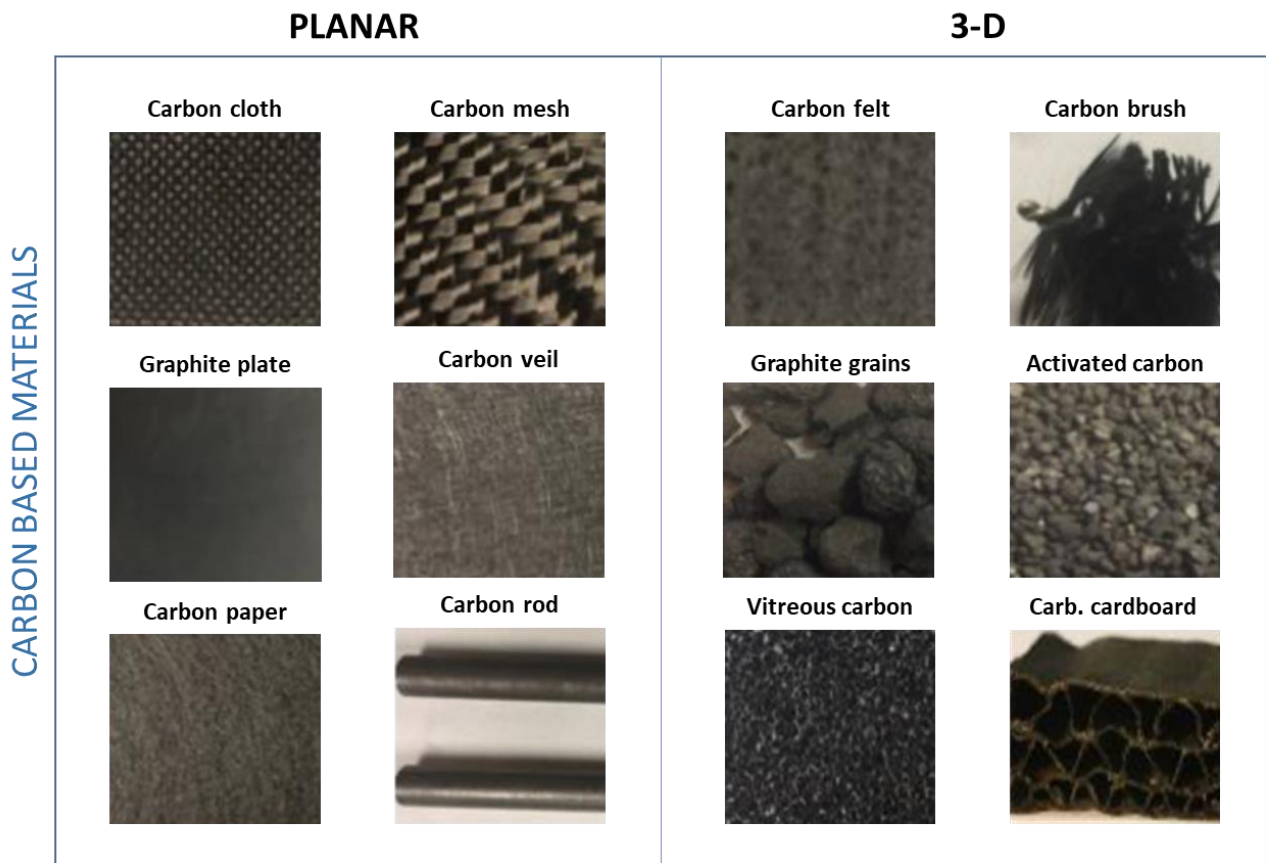 PLANAR
3-D
CARBON BASED MATERIALS
Carbon cloth
Carbon mesh
Carbon felt
Carbon brush
Graphite plate
Carbon veil
Graphite grains
Activated carbon
Carbon paper
Carbon rod
Vitreous carbon
Carb. cardboard